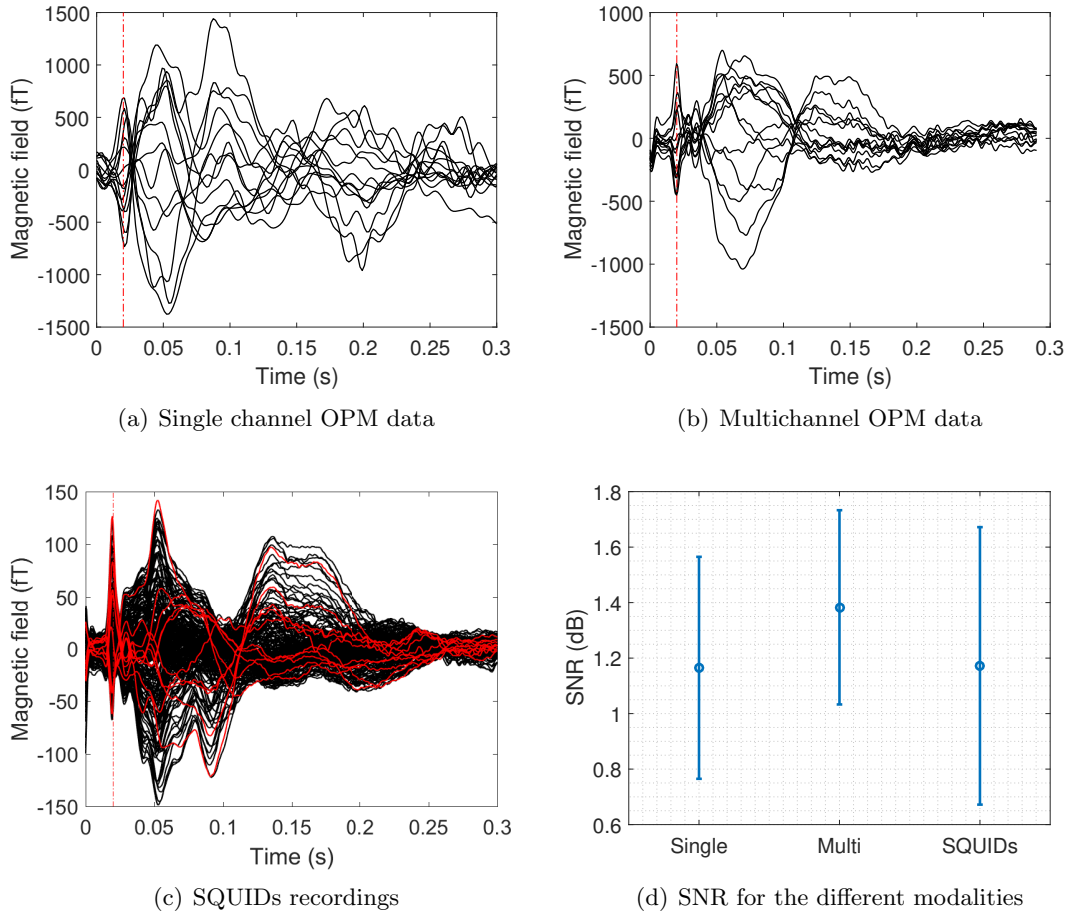 1500
1000
500
0
-500
-1000
-1500
Magnetic field (fT)
0 0.05 0.1 0.15 0.2 0.25 0.3
Time (s)
(a) Single channel OPM data
1000
500
0
-500
-1000
-1500
Magnetic field (fT)
0 0.05 0.1 0.15 0.2 0.25 0.3
Time (s)
(b) Multichannel OPM data
150
100
50
0
-50
-100
-150
Magnetic field (fT)
0 0.05 0.1 0.15 0.2 0.25 0.3
Time (s)
(c) SQUIDs recordings
1.8
1.6
1.4
1.2
1
0.8
0.6
SNR (dB)
Single Multi SQUIDs
(d) SNR for the different modalities